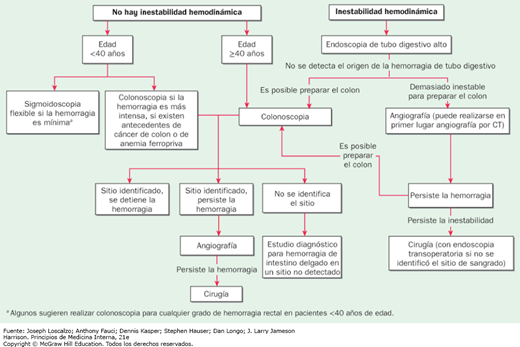 No hay inestabilidad hemodinámica
Inestabilidad hemodinámica
Edad
<40 años
Edad
≥40 años
Endoscopia de tubo digestivo alto
No se detecta el origen de la hemorragia de tubo digestivo
Es posible preparar el colon
Demasiado inestable
para preparar el colon
Sigmoidoscopia
flexible si la hemorragia
es mínimaª
Colonoscopia si la
hemorragia es más
intensa, si existen
antecedentes de
cáncer de colon o de
anemia ferropriva
Colonoscopia
Angiografía (puede realizarse en
primer lugar angiografía por CT)
Es posible
preparar
el colon
Sitio identificado,
se detiene la
hemorragia
Sitio identificado,
persiste la
hemorragia
No se identifica
el sitio
Persiste la hemorragia
Persiste la inestabilidad
Angiografía
Estudio diagnóstico
para hemorragia de
intestino delgado en
un sitio no detectado
Cirugía (con endoscopia
transoperatoria si no se
identificó el sitio de sangrado)
Persiste la hemorragia
Cirugía
ª Algunos sugieren realizar colonoscopia para cualquier grado de hemorragia rectal en pacientes <40 años de edad.
Fuente: Joseph Loscalzo; Anthony Fauci; Dennis Kasper; Stephen Hauser; Dan Longo; J. Larry Jameson
Harrison. Principios de Medicina Interna, 21e
Copyright © McGraw Hill Education. Todos los derechos reservados.